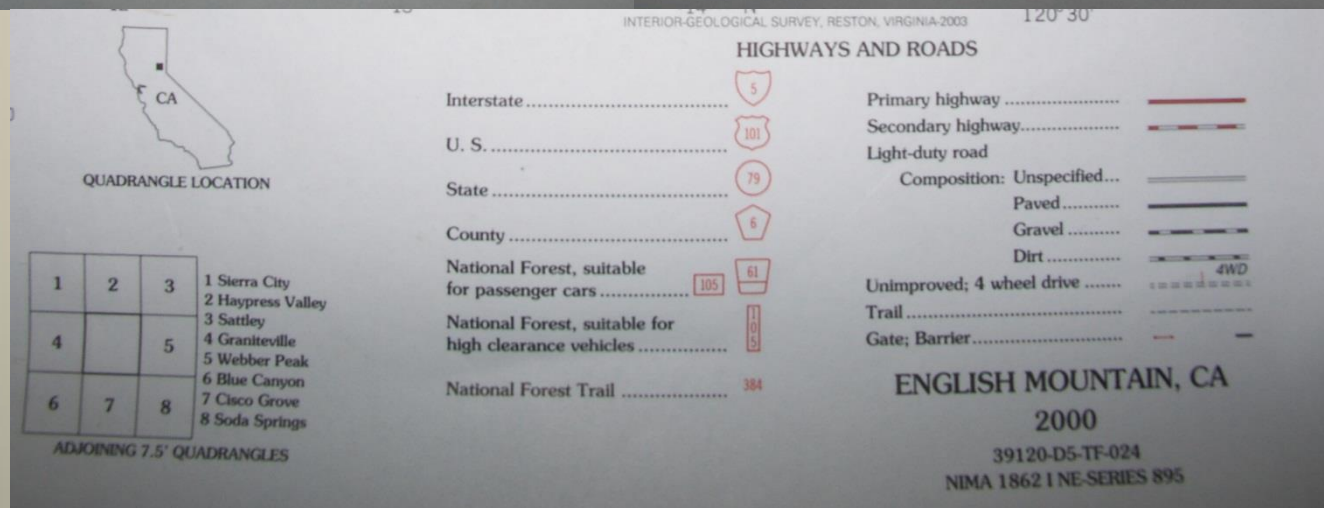 INTERIOR-GEOLOGICAL SURVEY, RESTON, VIRGINIA-2003
120°30'
CA
QUADRANGLE LOCATION
1 2 3
4 5
6 7 8
1 Sierra City
2 Haypress Valley
3 Sattley
4 Graniteville
5 Webber Peak
6 Blue Canyon
7 Cisco Grove
8 Soda Springs
ADJOINING 7.5' QUADRANGLES
HIGHWAYS AND ROADS
Interstate 5
U. S. 101
State 79
County 6
National Forest, suitable
for passenger cars 105 61
National Forest, suitable for
high clearance vehicles 105
National Forest Trail 384
Primary highway
Secondary highway
Light-duty road
Composition: Unspecified...
Paved
Gravel
Dirt
Unimproved; 4 wheel drive 4WD
Trail
Gate; Barrier
ENGLISH MOUNTAIN, CA
2000
39120-D5-TF-024
NIMA 1862 I NE-SERIES 895